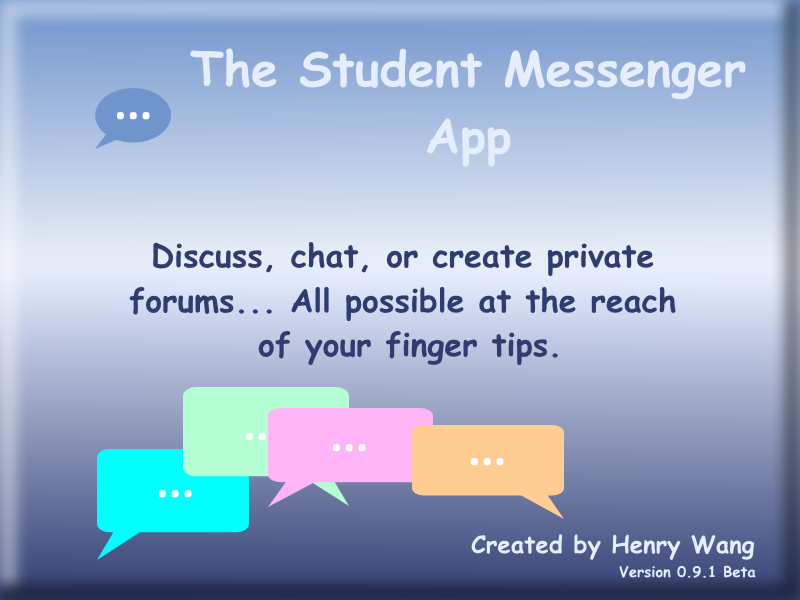 The Student Messenger
App
Discuss, chat, or create private
forums... All possible at the reach
of your finger tips.
Created by Henry Wang
Version 0.9.1 Beta